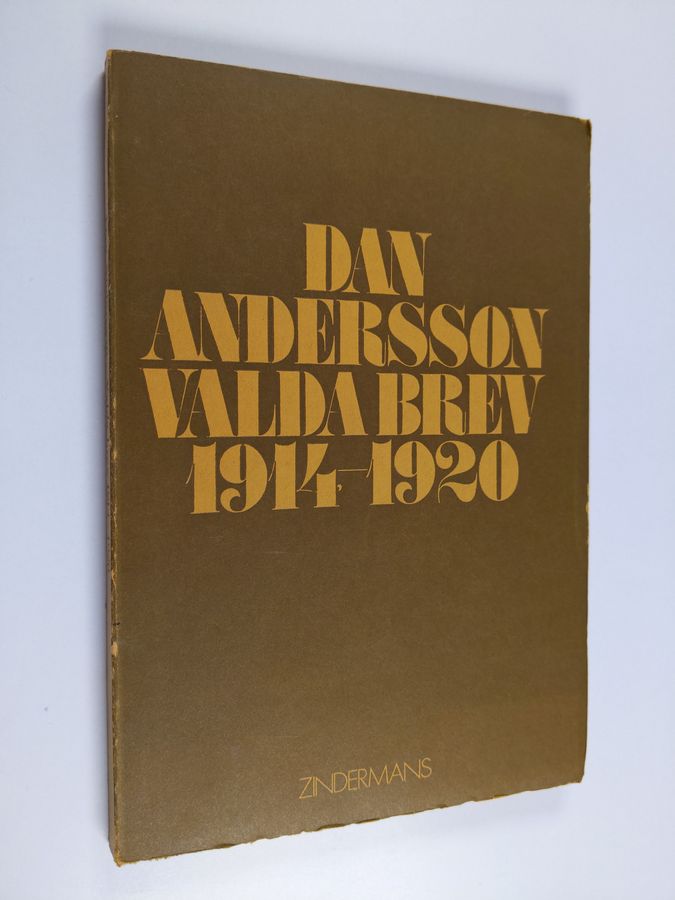 DAN
ANDERSSON
VALDA BREV
1914-1920
ZINDERMANS